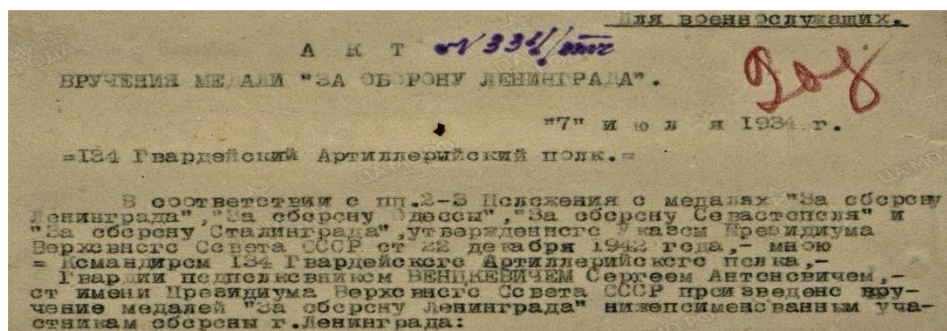 Для военнослужащих.
А К Т №
ВРУЧЕНИЯ МЕДАЛИ "ЗА ОБОРОНУ ЛЕНИНГРАДА".
"7" и ю л я 1934 г.
=134 Гвардейский Артиллерийский полк.=
В соответствии с пп.2-3 Положения о медалях "За оборону
Ленинграда","За оборону Одессы","За оборону Севастополя" и
"За оборону Сталинграда",утвержденного Указом Президиума
Верховного Совета СССР от 22 декабря 1942 года,- мною
= Командиром 134 Гвардейского Артиллерийского полка,-
Гвардии подполковником ВЕНЦКЕВИЧЕМ Сергеем Антоновичем,-
от имени Президиума Верховного Совета СССР произведено вру-
чение медалей "За оборону Ленинграда" нижепоименованным уча-
стникам обороны г.Ленинграда: